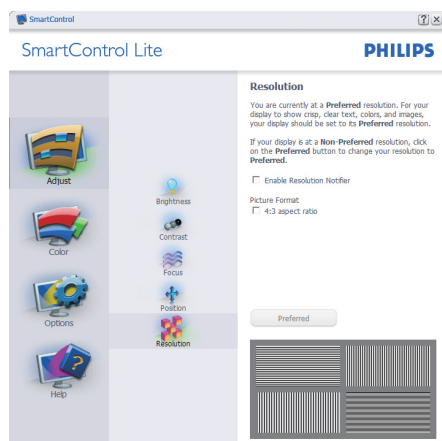 SmartControl
SmartControl Lite
PHILIPS
Adjust
Color
Options
Help
Brightness
Contrast
Focus
Position
Resolution
Resolution
You are currently at a Preferred resolution. For your
display to show crisp, clear text, colors, and images,
your display should be set to its Preferred resolution.
If your display is at a Non-Preferred resolution, click
on the Preferred button to change your resolution to
Preferred.
Enable Resolution Notifier
Picture Format
4:3 aspect ratio
Preferred